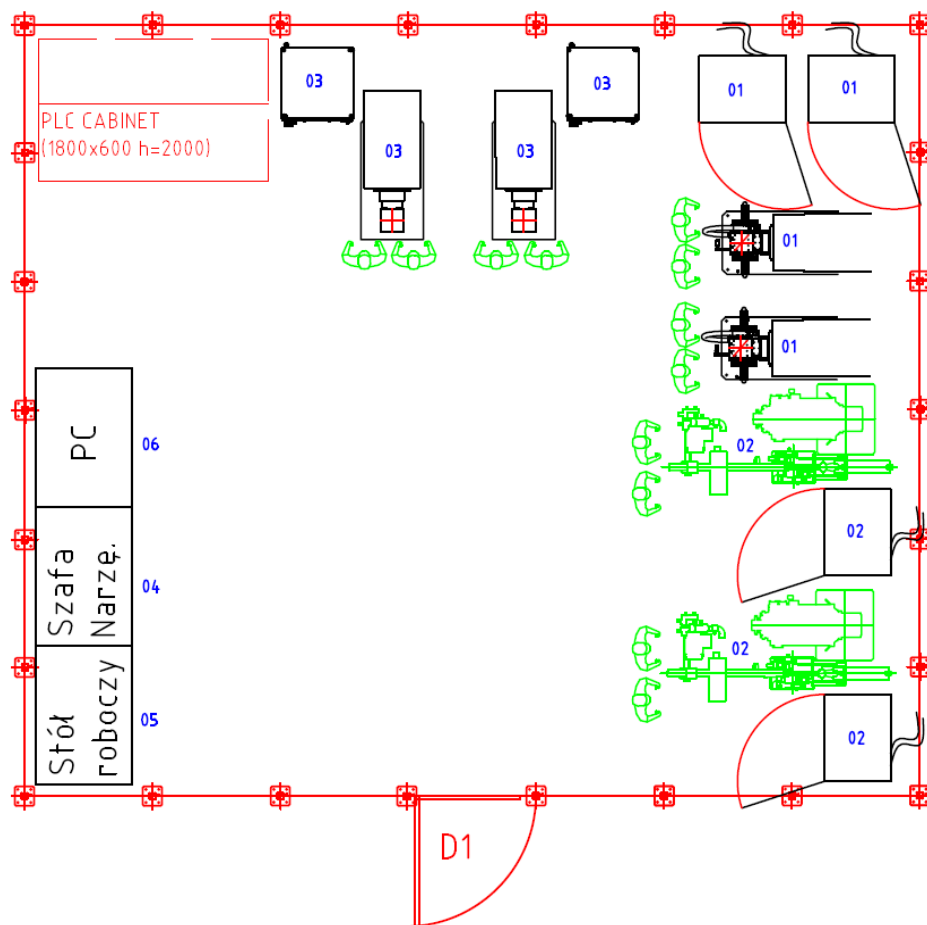 03
03
01
01
PLC CABINET
(1800x600 h=2000)
03
03
01
01
PC
06
02
Szafa
Narzę.
04
02
Stół
roboczy
05
02
02
D1